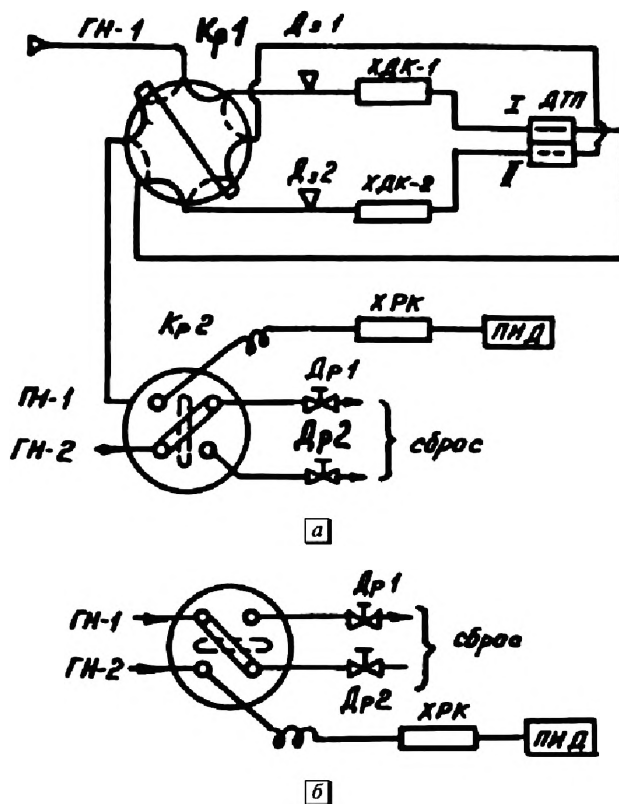 ГН-1
Кр1
Дз1
ХДК-1
I
ДТП
II
Дз2
ХДК-2
Кр2
ХРК
ПИД
ПН-1
Др1
ГН-2
Др2
сброс
а
ГН-1
Др1
ГН-2
сброс
Др2
ХРК
ПИД
б